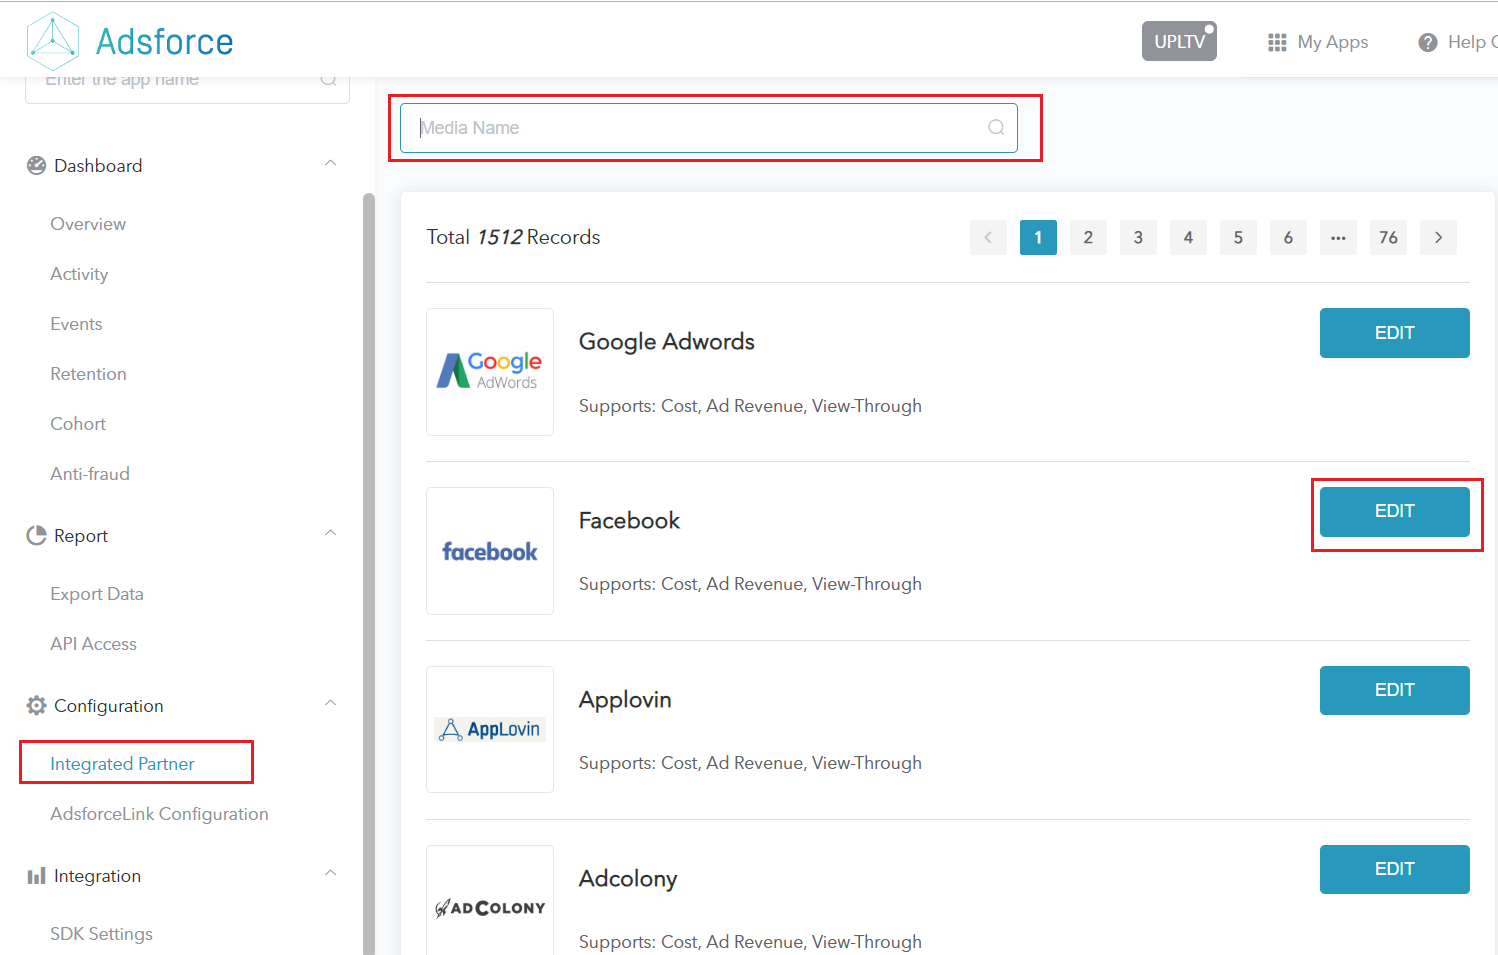 Adsforce
UPLTV
My Apps
Help
Enter the app name
Media Name
Dashboard
Overview
Activity
Events
Retention
Cohort
Anti-fraud
Report
Export Data
API Access
Configuration
Integrated Partner
AdsforceLink Configuration
Integration
SDK Settings
Total 1512 Records
1 2 3 4 5 6 ••• 76
Google AdWords
Google Adwords
EDIT
Supports: Cost, Ad Revenue, View-Through
facebook
Facebook
EDIT
Supports: Cost, Ad Revenue, View-Through
AppLovin
Applovin
EDIT
Supports: Cost, Ad Revenue, View-Through
ADCOLONY
Adcolony
EDIT
Supports: Cost, Ad Revenue, View-Through